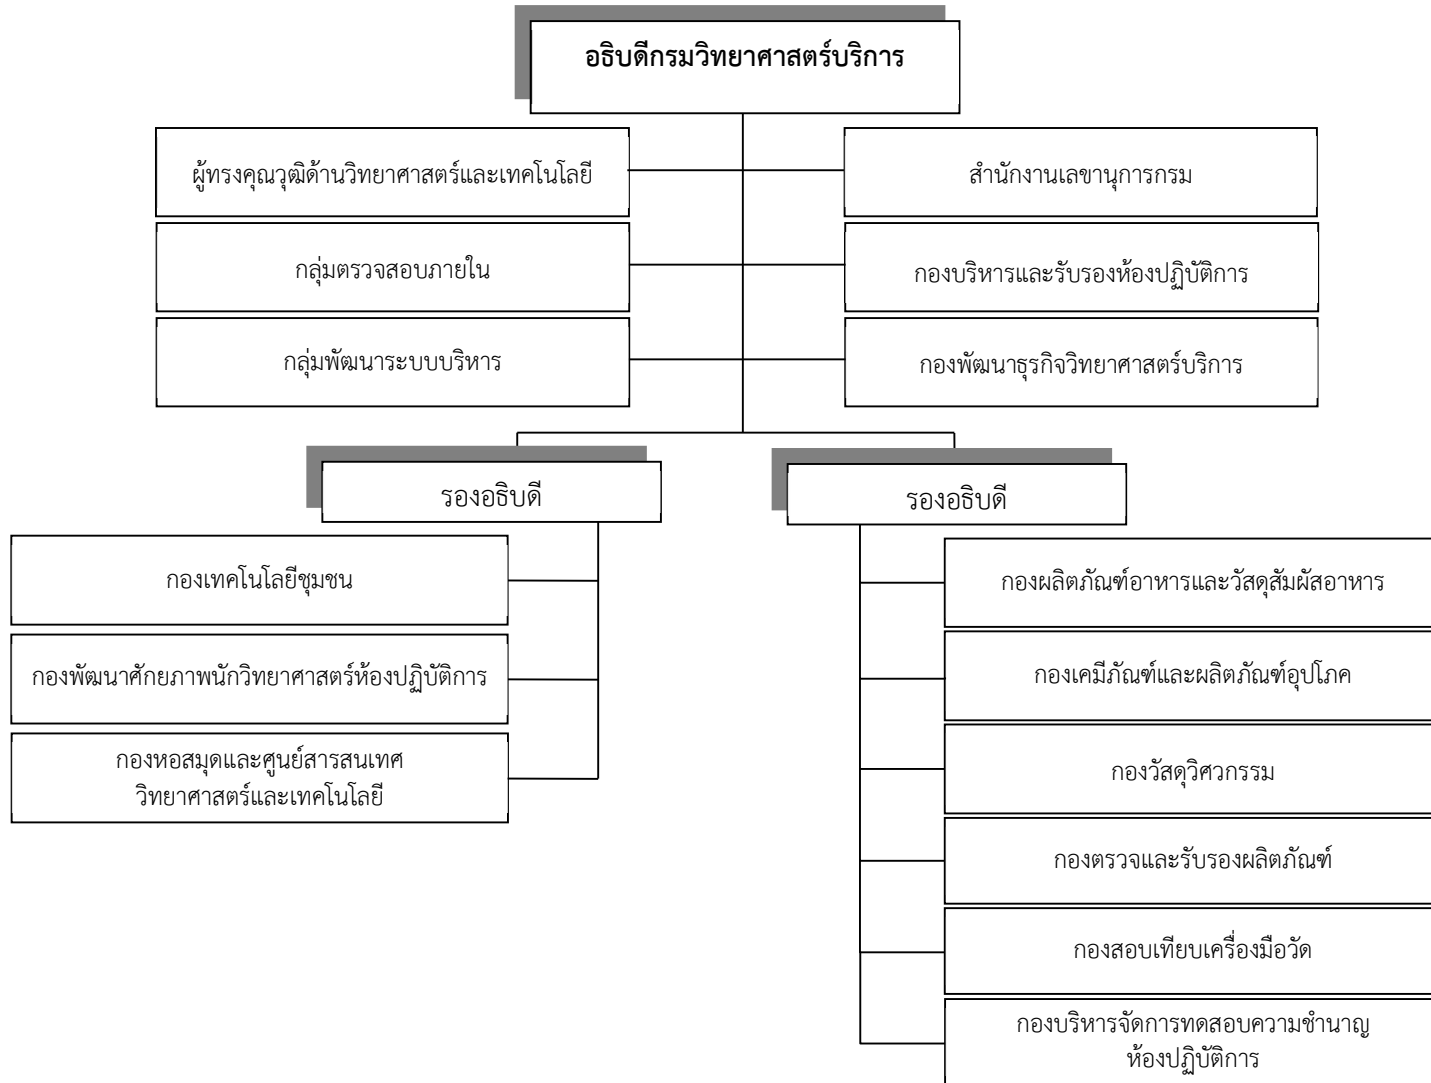 อธิบดีกรมวิทยาศาสตร์บริการ
ผู้ทรงคุณวุฒิด้านวิทยาศาสตร์และเทคโนโลยี
สำนักงานเลขานุการกรม
กลุ่มตรวจสอบภายใน
กองบริหารและรับรองห้องปฏิบัติการ
กลุ่มพัฒนาระบบบริหาร
กองพัฒนาธุรกิจวิทยาศาสตร์บริการ
รองอธิบดี
รองอธิบดี
กองเทคโนโลยีชุมชน
กองพัฒนาศักยภาพนักวิทยาศาสตร์ห้องปฏิบัติการ
กองหอสมุดและศูนย์สารสนเทศ
วิทยาศาสตร์และเทคโนโลยี
กองผลิตภัณฑ์อาหารและวัสดุสัมผัสอาหาร
กองเคมีภัณฑ์และผลิตภัณฑ์อุปโภค
กองวัสดุวิศวกรรม
กองตรวจและรับรองผลิตภัณฑ์
กองสอบเทียบเครื่องมือวัด
กองบริหารจัดการทดสอบความชำนาญ
ห้องปฏิบัติการ